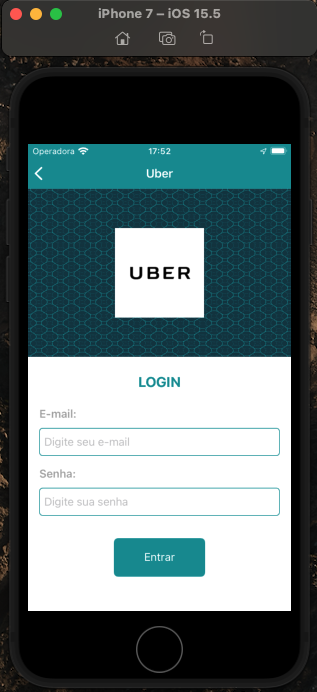 iPhone 7 – iOS 15.5
Operadora 17:52
Uber
UBER
LOGIN
E-mail:
Digite seu e-mail
Senha:
Digite sua senha
Entrar